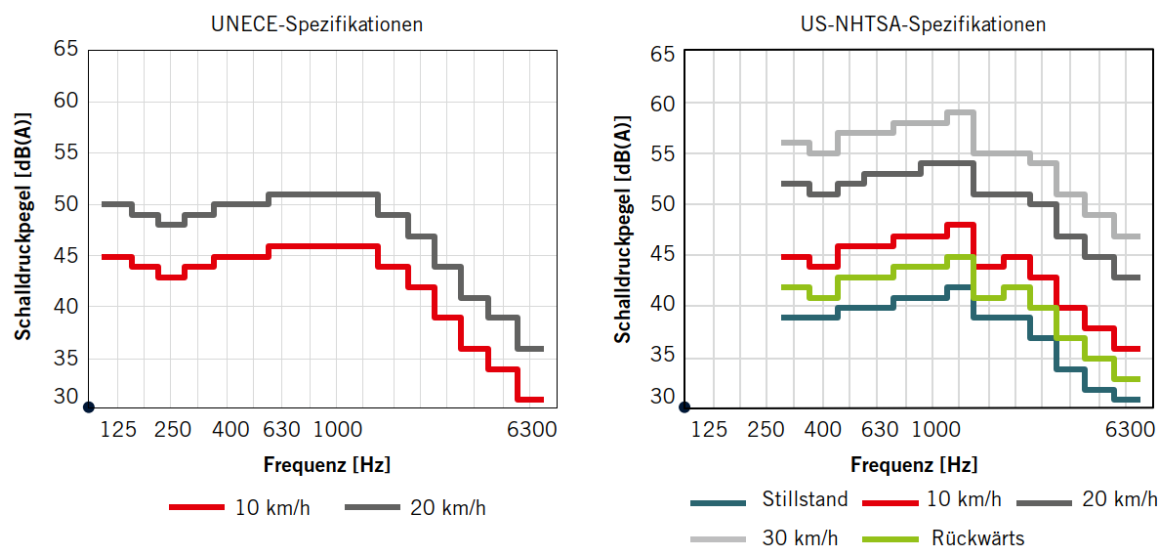 UNECE-Spezifikationen
Schalldruckpegel [dB(A)]
65
60
55
50
45
40
35
30
125 250 400 630 1000 6300
Frequenz [Hz]
10 km/h 20 km/h
US-NHTSA-Spezifikationen
Schalldruckpegel [dB(A)]
65
60
55
50
45
40
35
30
125 250 400 630 1000 6300
Frequenz [Hz]
Stillstand 10 km/h 20 km/h
30 km/h Rückwärts